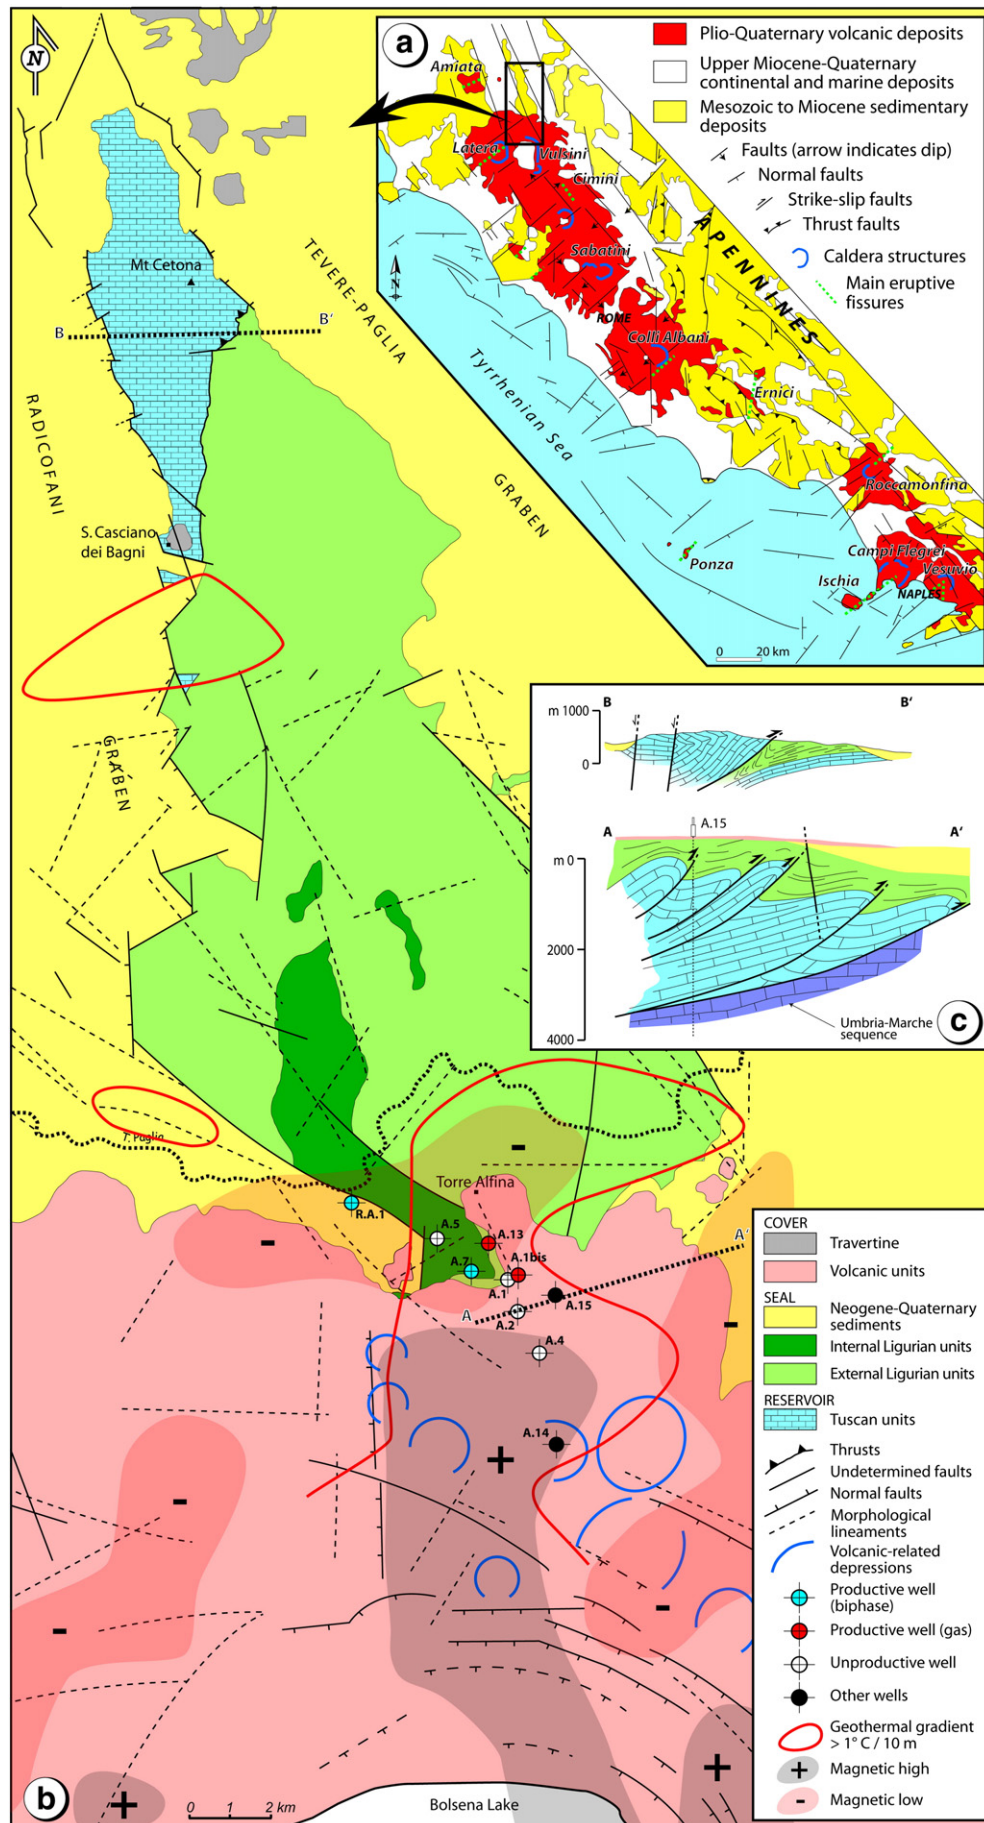 N
a
Plio-Quaternary volcanic deposits
Upper Miocene-Quaternary
continental and marine deposits
Mesozoic to Miocene sedimentary
deposits
Faults (arrow indicates dip)
Normal faults
Strike-slip faults
Thrust faults
Caldera structures
Main eruptive
fissures
Amiata
Latera
Vulsini
Cimini
Sabatini
ROME
Colli Albani
Ernici
APENNINES
Roccamonfina
Campi Flegrei
Vesuvio
NAPLES
Ischia
Ponza
Tyrrhenian Sea
N
0 20 km
Mt Cetona
B
B'
TEVERE-PAGLIA
GRABEN
RADICOFANI
GRABEN
S. Casciano
dei Bagni
B
B'
m 1000
0
A
A.15
A'
m 0
2000
4000
Umbria-Marche
sequence
c
T. Paglia
Torre Alfina
R.A.1
A.5
A.13
A.7
A.1bis
A.1
A.15
A.2
A
A'
A.4
A.14
-
-
-
-
-
-
+
+
+
b
0 1 2 km
Bolsena Lake
COVER
Travertine
Volcanic units
SEAL
Neogene-Quaternary
sediments
Internal Ligurian units
External Ligurian units
RESERVOIR
Tuscan units
Thrusts
Undetermined faults
Normal faults
Morphological
lineaments
Volcanic-related
depressions
Productive well
(biphase)
Productive well (gas)
Unproductive well
Other wells
Geothermal gradient
> 1° C / 10 m
+ Magnetic high
- Magnetic low